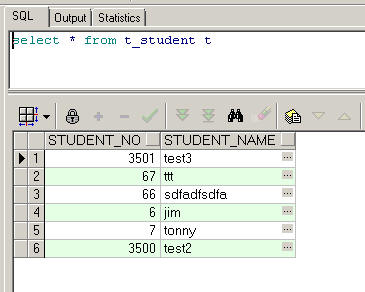 SQL Output Statistics
select * from t_student t
STUDENT_NO STUDENT_NAME
1 3501 test3 ...
2 67 ttt ...
3 66 sdfadfsdfa ...
4 6 jim ...
5 7 tonny ...
6 3500 test2 ...